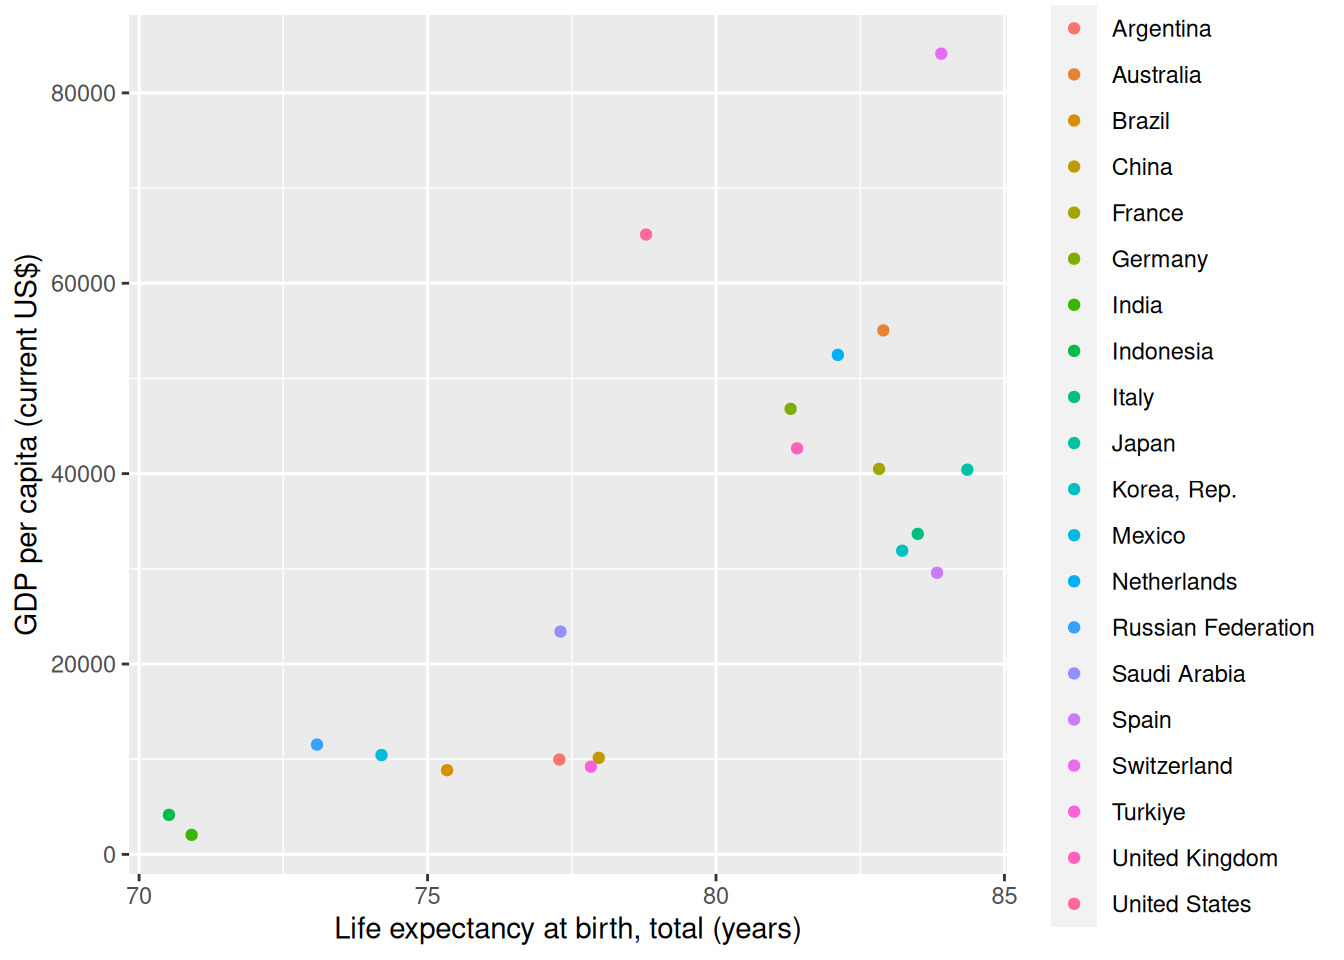 80000
60000
40000
20000
0
70
75
80
85
GDP per capita (current US$)
Life expectancy at birth, total (years)
Argentina
Australia
Brazil
China
France
Germany
India
Indonesia
Italy
Japan
Korea, Rep.
Mexico
Netherlands
Russian Federation
Saudi Arabia
Spain
Switzerland
Turkiye
United Kingdom
United States